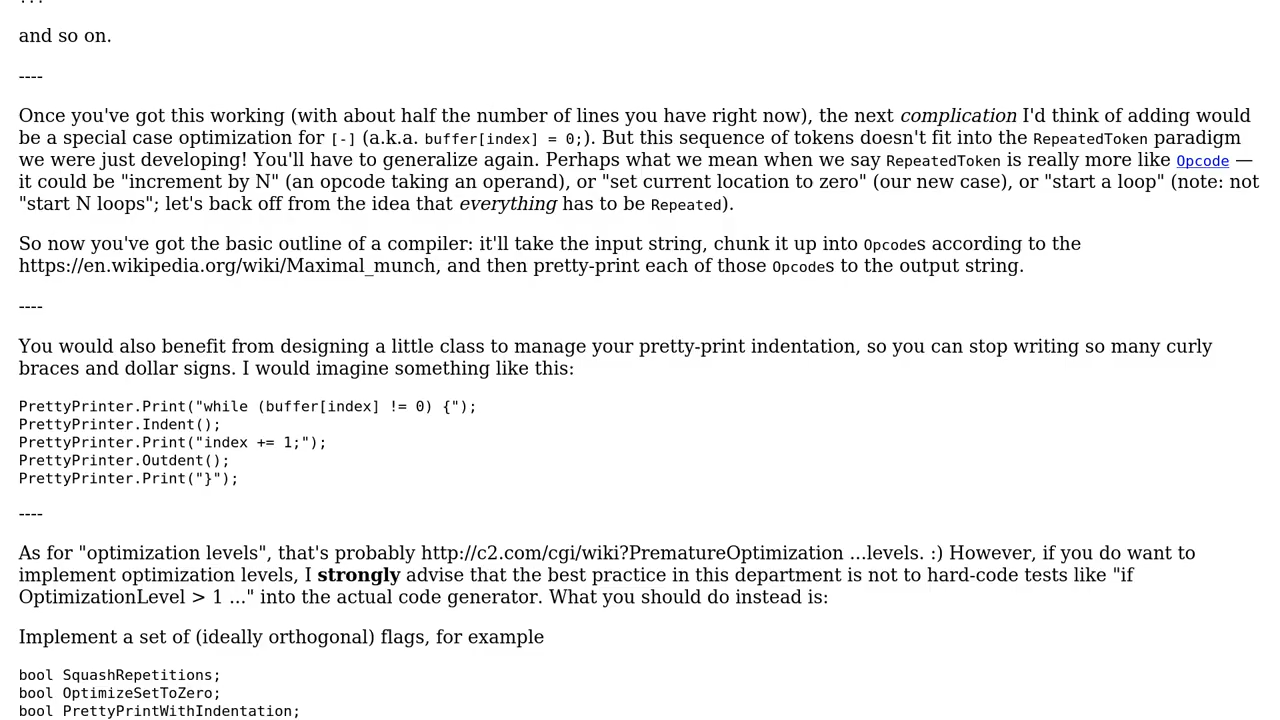 ...
and so on.
----
Once you've got this working (with about half the number of lines you have right now), the next complication I'd think of adding would
be a special case optimization for [-] (a.k.a. buffer[index] = 0;). But this sequence of tokens doesn't fit into the RepeatedToken paradigm
we were just developing! You'll have to generalize again. Perhaps what we mean when we say RepeatedToken is really more like Opcode —
it could be "increment by N" (an opcode taking an operand), or "set current location to zero" (our new case), or "start a loop" (note: not
"start N loops"; let's back off from the idea that everything has to be Repeated).
So now you've got the basic outline of a compiler: it'll take the input string, chunk it up into Opcodes according to the
https://en.wikipedia.org/wiki/Maximal_munch, and then pretty-print each of those Opcodes to the output string.
----
You would also benefit from designing a little class to manage your pretty-print indentation, so you can stop writing so many curly
braces and dollar signs. I would imagine something like this:
PrettyPrinter.Print("while (buffer[index] != 0) {");
PrettyPrinter.Indent();
PrettyPrinter.Print("index += 1;");
PrettyPrinter.Outdent();
PrettyPrinter.Print("}");
----
As for "optimization levels", that's probably http://c2.com/cgi/wiki?PrematureOptimization ...levels. :) However, if you do want to
implement optimization levels, I strongly advise that the best practice in this department is not to hard-code tests like "if
OptimizationLevel > 1 ..." into the actual code generator. What you should do instead is:
Implement a set of (ideally orthogonal) flags, for example
bool SquashRepetitions;
bool OptimizeSetToZero;
bool PrettyPrintWithIndentation;